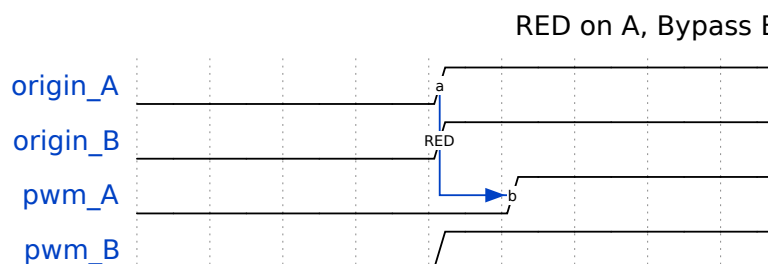 RED on A, Bypass
origin_A
a
origin_B
RED
pwm_A
b
pwm_B